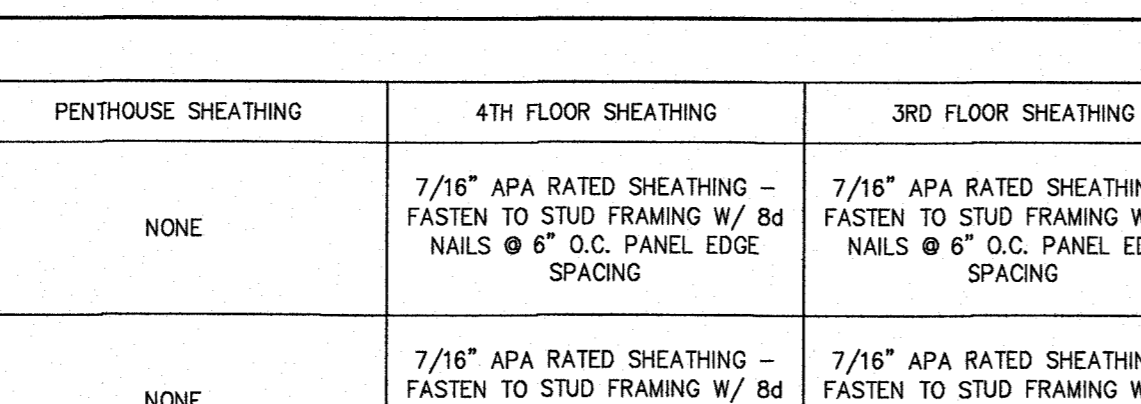 PENTHOUSE SHEATHING
4TH FLOOR SHEATHING
3RD FLOOR SHEATHING
NONE
7/16" APA RATED SHEATHING –
FASTEN TO STUD FRAMING W/ 8d
NAILS @ 6" O.C. PANEL EDGE
SPACING
7/16" APA RATED
FASTEN TO STUD FRAMING
NAILS @ 6" O.C. PANEL
SPACING
NONE
7/16" APA RATED SHEATHING –
FASTEN TO STUD FRAMING W/ 8d
7/16" APA RATED
FASTEN TO STUD FRAMING